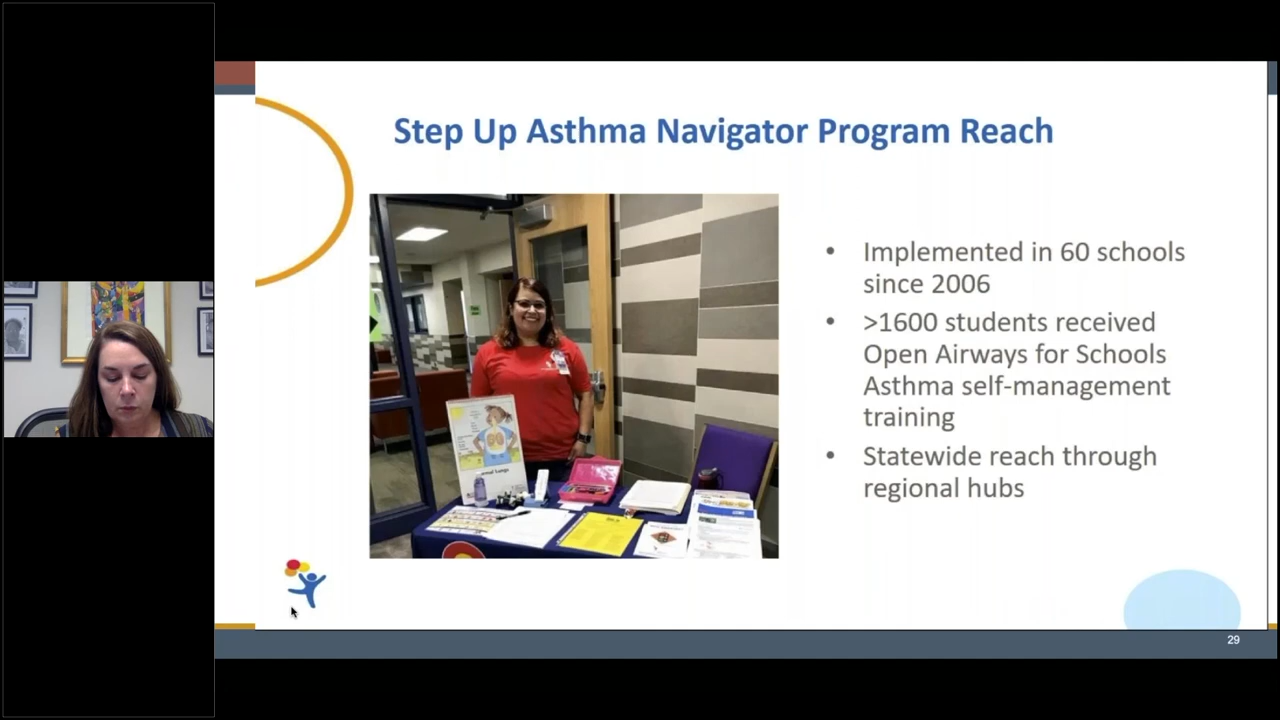 Step Up Asthma Navigator Program Reach
• Implemented in 60 schools
since 2006
• >1600 students received
Open Airways for Schools
Asthma self-management
training
• Statewide reach through
regional hubs
29